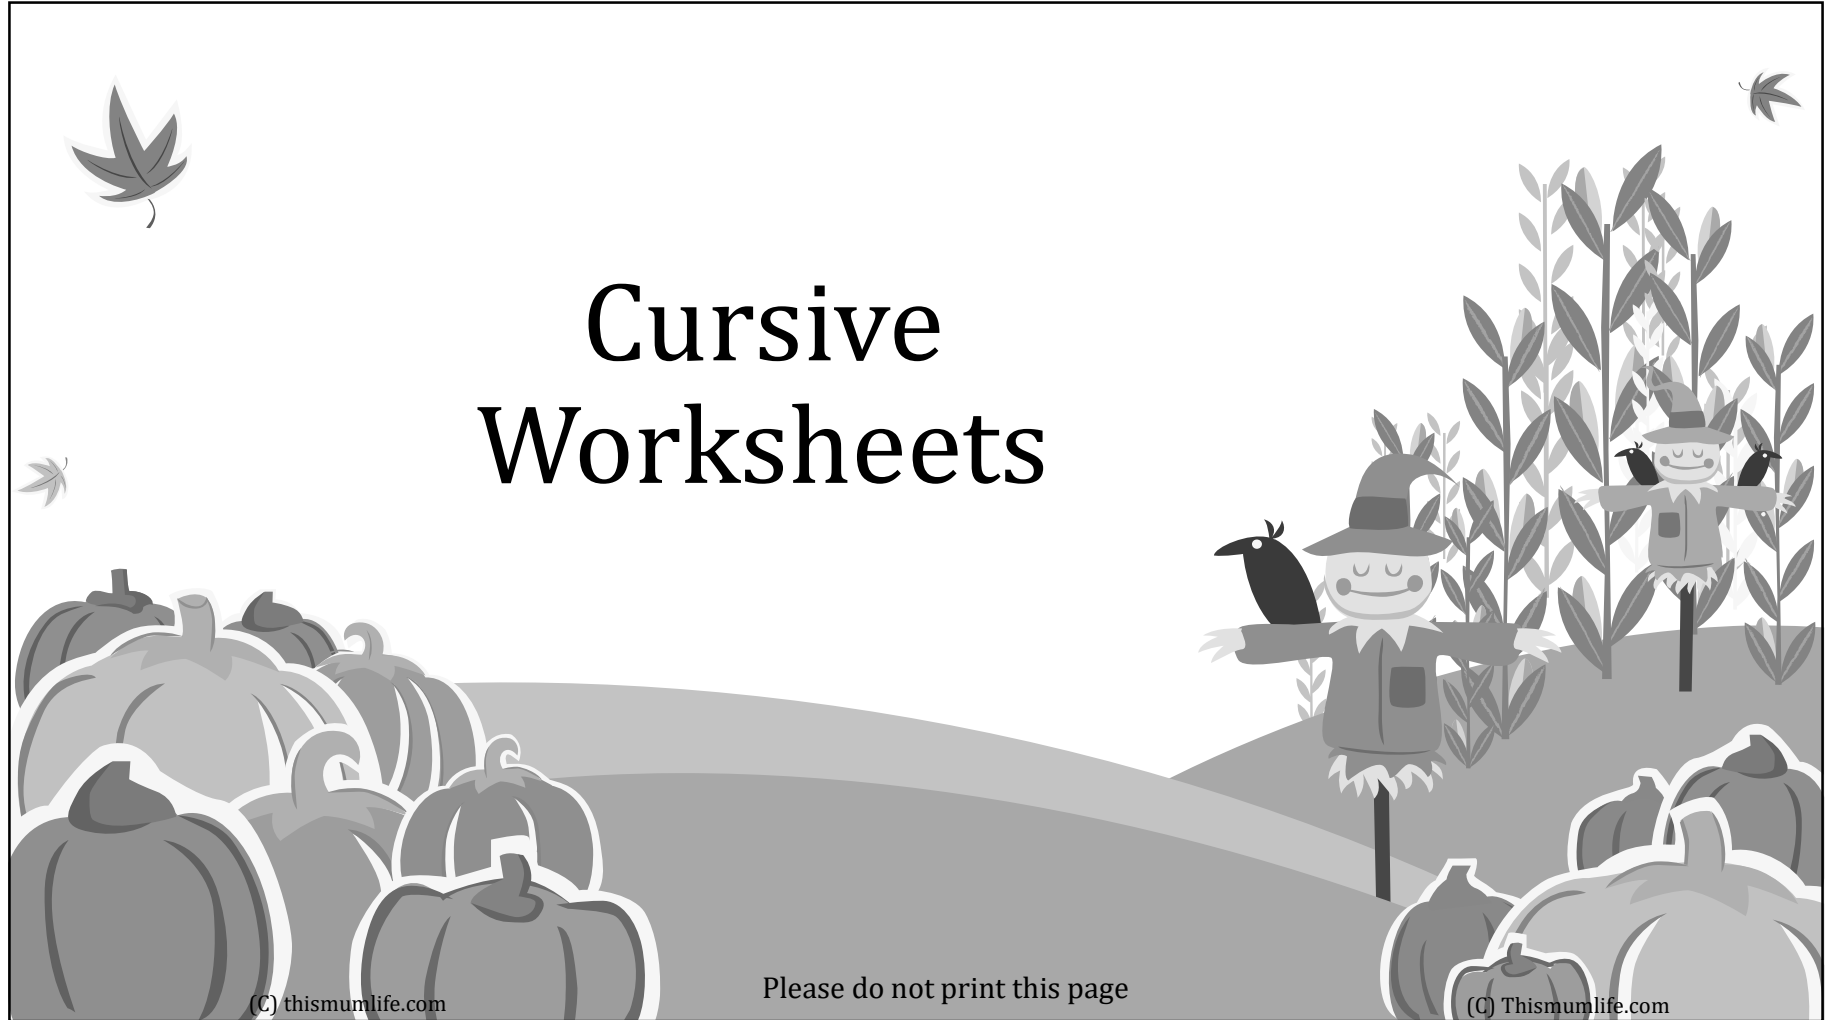 Cursive
Worksheets
Please do not print this page
(C) thismumlife.com
(C) Thismumlife.com